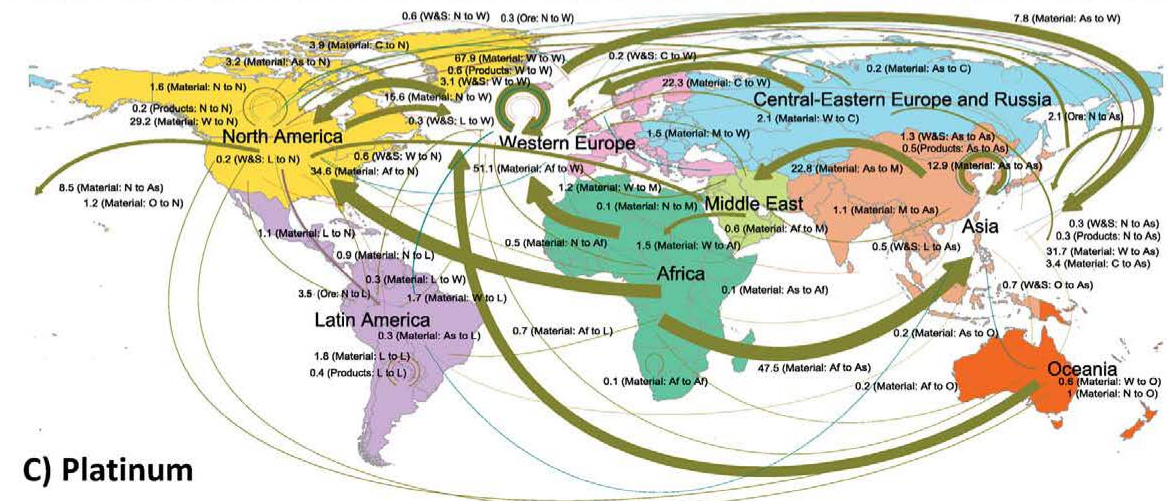 0.6 (W&S: N to W)
0.3 (Ore: N to W)
7.8 (Material: As to W)
3.9 (Material: C to N)
3.2 (Material: As to N)
67.9 (Material: W to W)
0.6 (Products: W to W)
3.1 (W&S: W to W)
0.2 (W&S: C to W)
0.2 (Material: As to C)
1.6 (Material: N to N)
15.6 (Material: N to W)
22.3 (Material: C to W)
Central-Eastern Europe and Russia
0.2 (Products: N to N)
29.2 (Material: W to N)
0.3 (W&S: L to W)
2.1 (Material: W to C)
2.1 (Ore: N to As)
North America
Western Europe
1.5 (Material: M to W)
1.3 (W&S: As to As)
0.5(Products: As to As)
0.2 (W&S: L to N)
0.6 (W&S: W to N)
34.6 (Material: Af to N)
51.1 (Material: Af to W)
22.8 (Material: As to M)
12.9 (Material: As to As)
8.5 (Material: N to As)
1.2 (Material: O to N)
1.2 (Material: W to M)
0.1 (Material: N to M)
Middle East
1.1 (Material: M to As)
0.6 (Material: Af to M)
Asia
0.3 (W&S: N to As)
0.3 (Products: N to As)
31.7 (Material: W to As)
3.4 (Material: C to As)
1.1 (Material: L to N)
0.5 (Material: N to Af)
1.5 (Material: W to Af)
0.5 (W&S: L to As)
0.9 (Material: N to L)
0.3 (Material: L to W)
Africa
0.1 (Material: As to Af)
0.7 (W&S: O to As)
3.5 (Ore: N to L)
1.7 (Material: W to L)
Latin America
0.3 (Material: As to L)
0.7 (Material: Af to L)
0.2 (Material: As to O)
1.8 (Material: L to L)
0.4 (Products: L to L)
0.1 (Material: Af to Af)
47.5 (Material: Af to As)
0.2 (Material: Af to O)
Oceania
0.6 (Material: W to O)
1 (Material: N to O)
C) Platinum